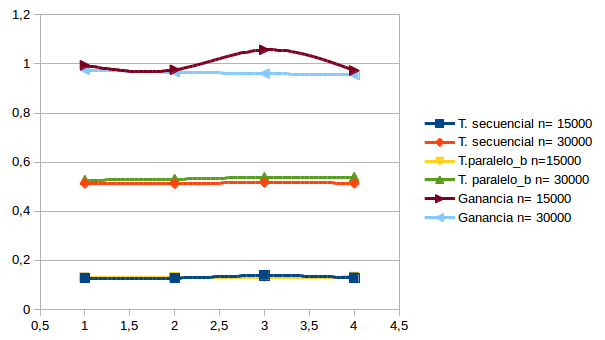 1,2
1
0,8
0,6
0,4
0,2
0
0,5 1 1,5 2 2,5 3 3,5 4 4,5
T. secuencial n= 15000
T. secuencial n= 30000
T.paralelo_b n=15000
T. paralelo_b n= 30000
Ganancia n= 15000
Ganancia n= 30000